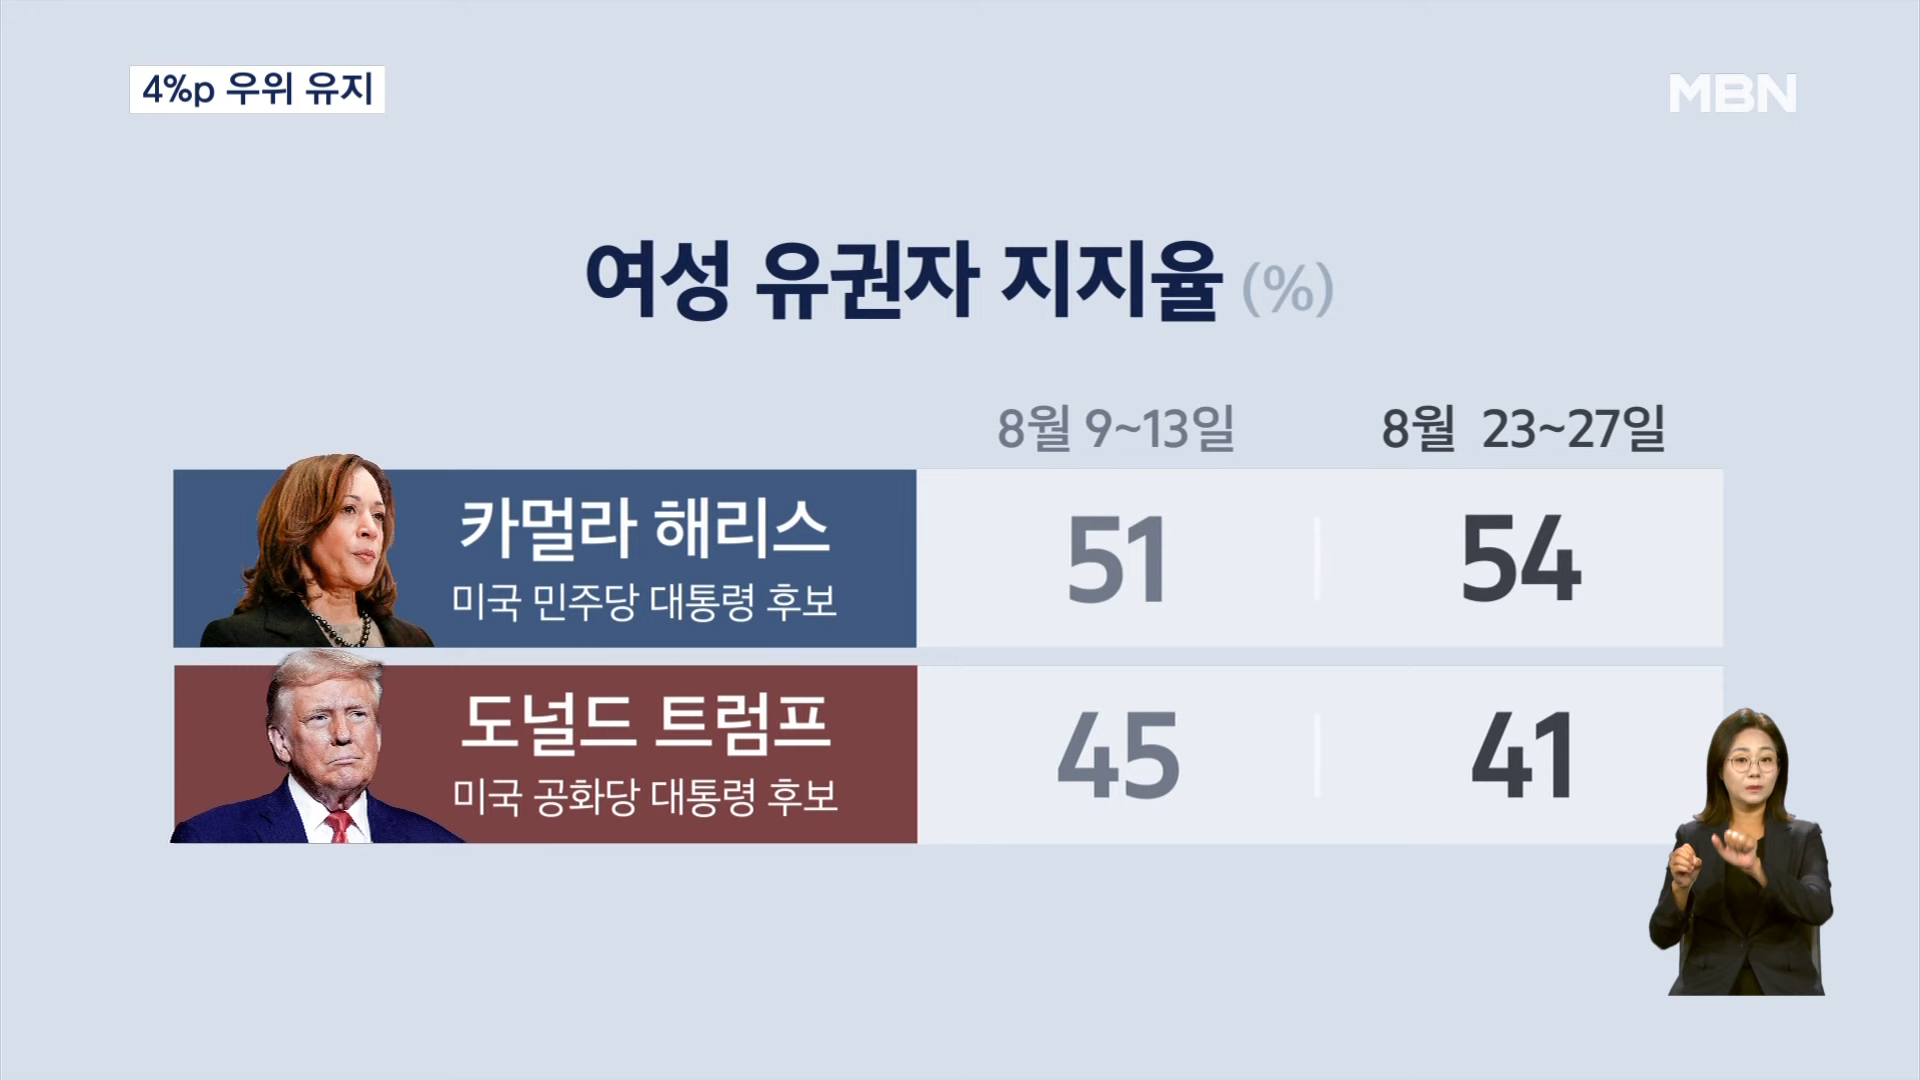 4%p 우위 유지
MBN
여성 유권자 지지율 (%)
8월 9~13일 8월 23~27일
카멀라 해리스 51 54
미국 민주당 대통령 후보
도널드 트럼프 45 41
미국 공화당 대통령 후보